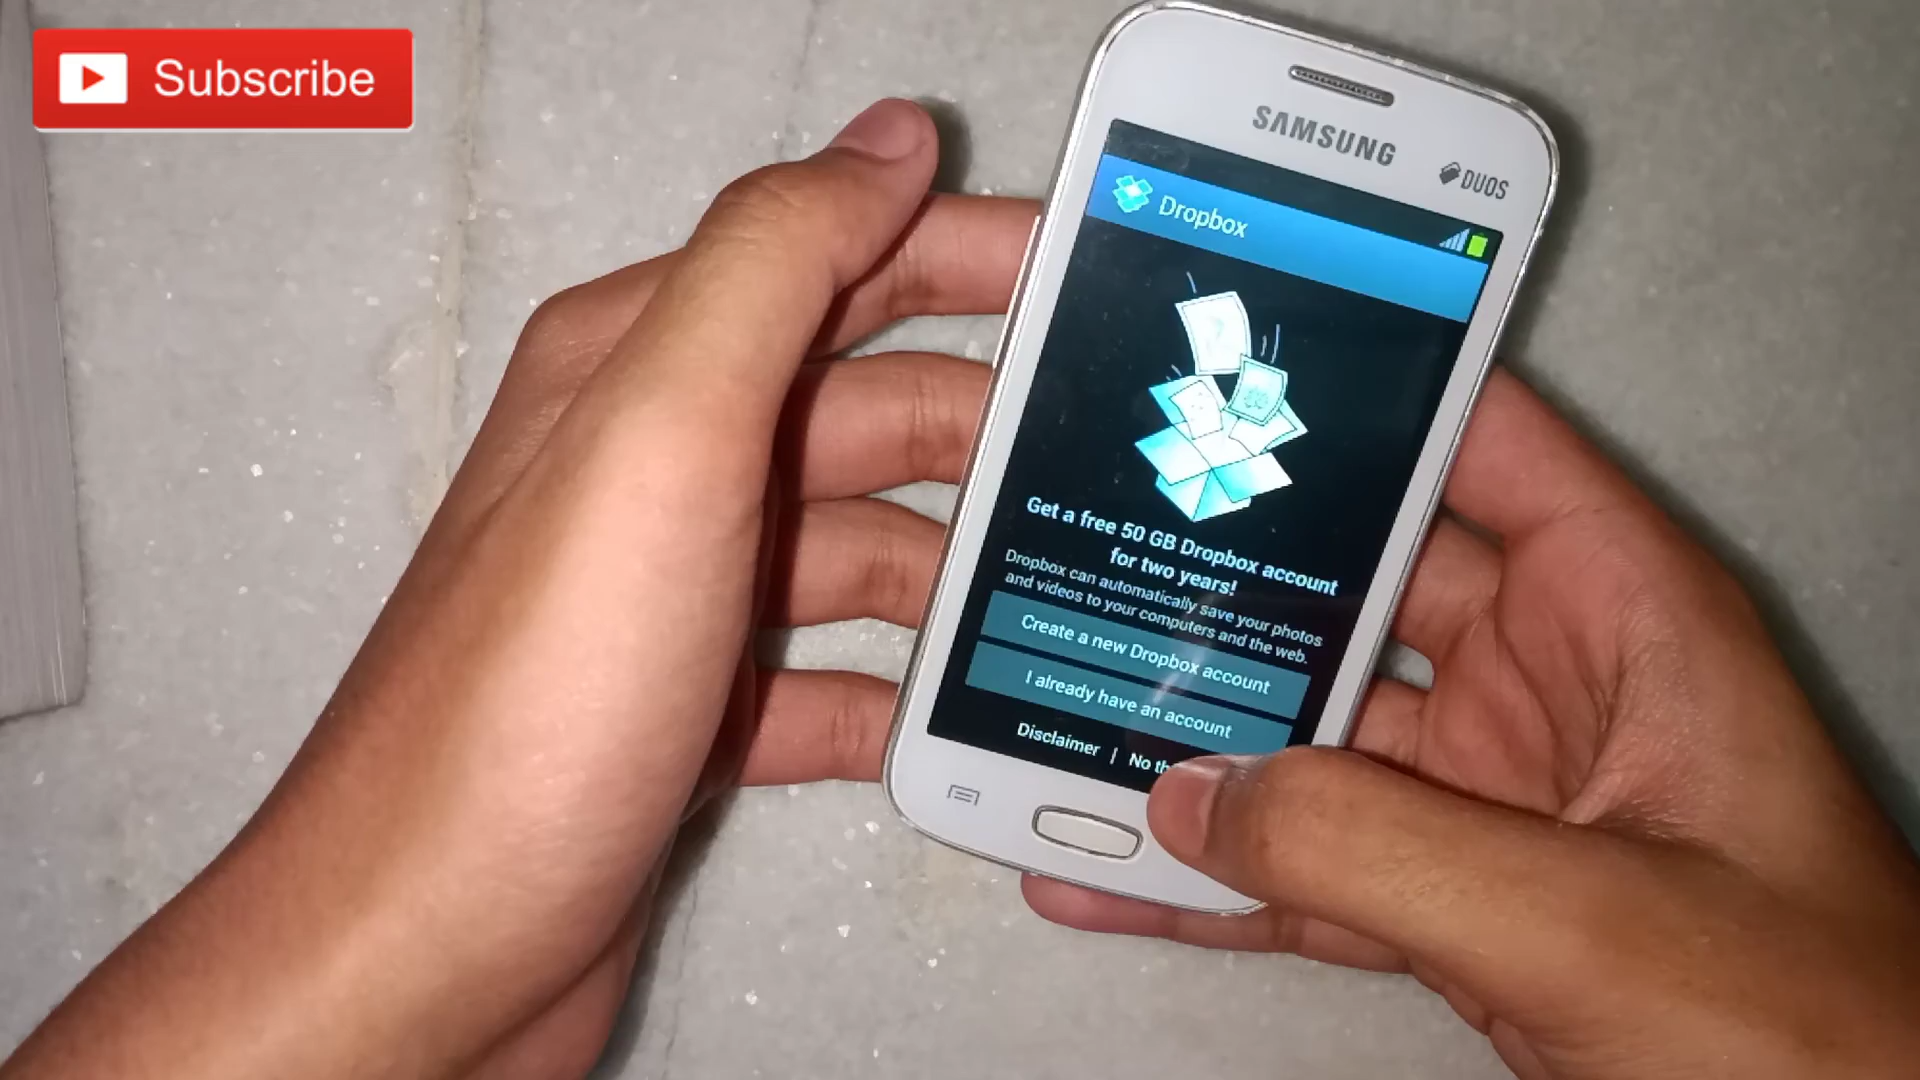 Subscribe
SAMSUNG
DUOS
Dropbox
Get a free 50 GB Dropbox account
for two years!
Dropbox can automatically save your photos
and videos to your computers and the web.
Create a new Dropbox account
I already have an account
Disclaimer | No